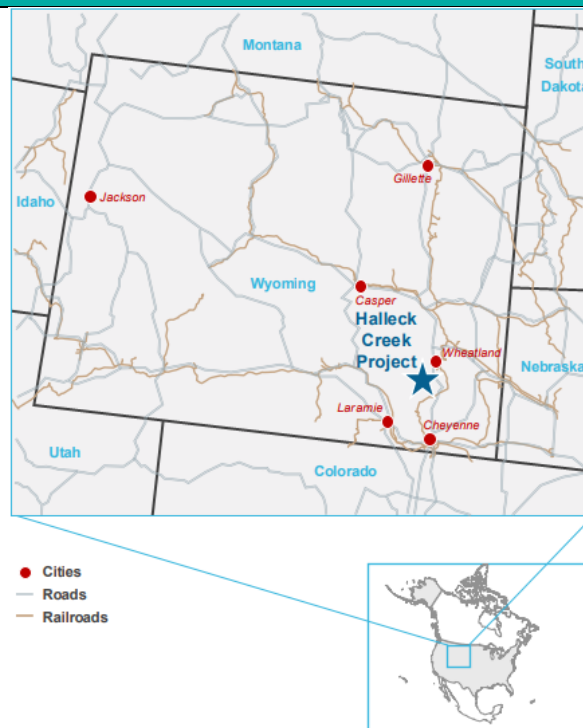 Montana
South
Dakota
Gillette
Idaho
Jackson
Wyoming
Casper
Halleck
Creek
Project
Wheatland
Nebraska
Laramie
Cheyenne
Utah
Colorado
Cities
Roads
Railroads